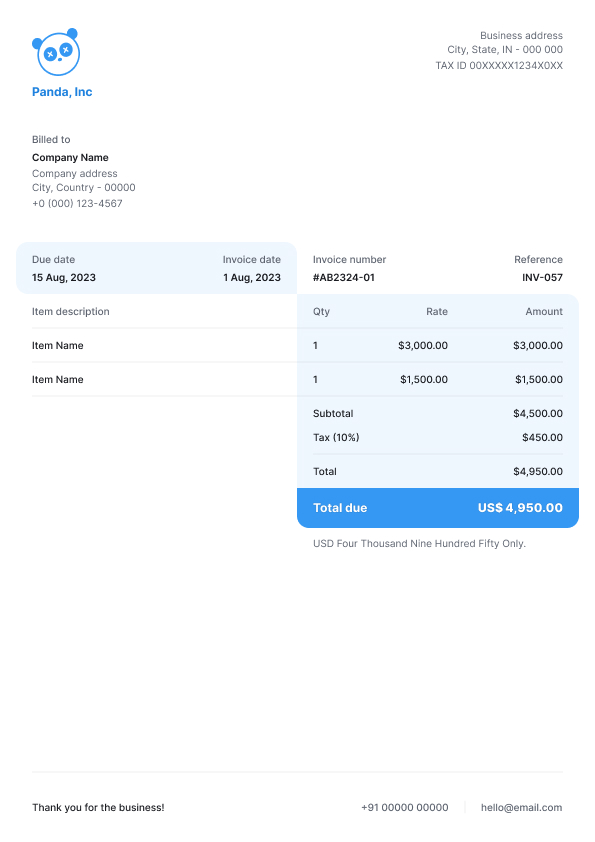 Panda, Inc
Business address
City, State, IN - 000 000
TAX ID 00XXXXX1234X0XX
Billed to
Company Name
Company address
City, Country - 00000
+0 (000) 123-4567
Due date Invoice date Invoice number Reference
15 Aug, 2023 1 Aug, 2023 #AB2324-01 INV-057
Item description Qty Rate Amount
Item Name 1 $3,000.00 $3,000.00
Item Name 1 $1,500.00 $1,500.00
Subtotal $4,500.00
Tax (10%) $450.00
Total $4,950.00
Total due US$ 4,950.00
USD Four Thousand Nine Hundred Fifty Only.
Thank you for the business! +91 00000 00000 hello@email.com